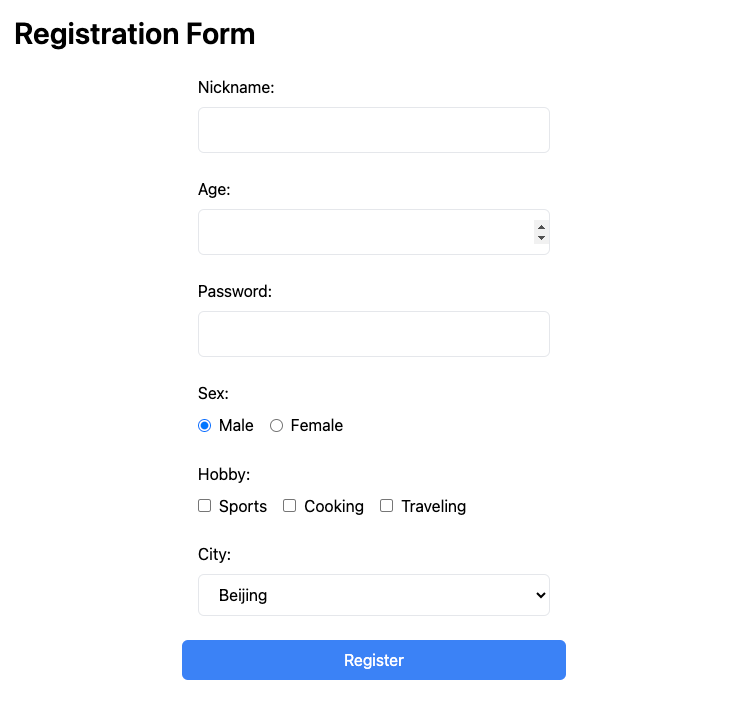 Registration Form
Nickname:
Age:
Password:
Sex:
Male Female
Hobby:
Sports Cooking Traveling
City:
Beijing
Register